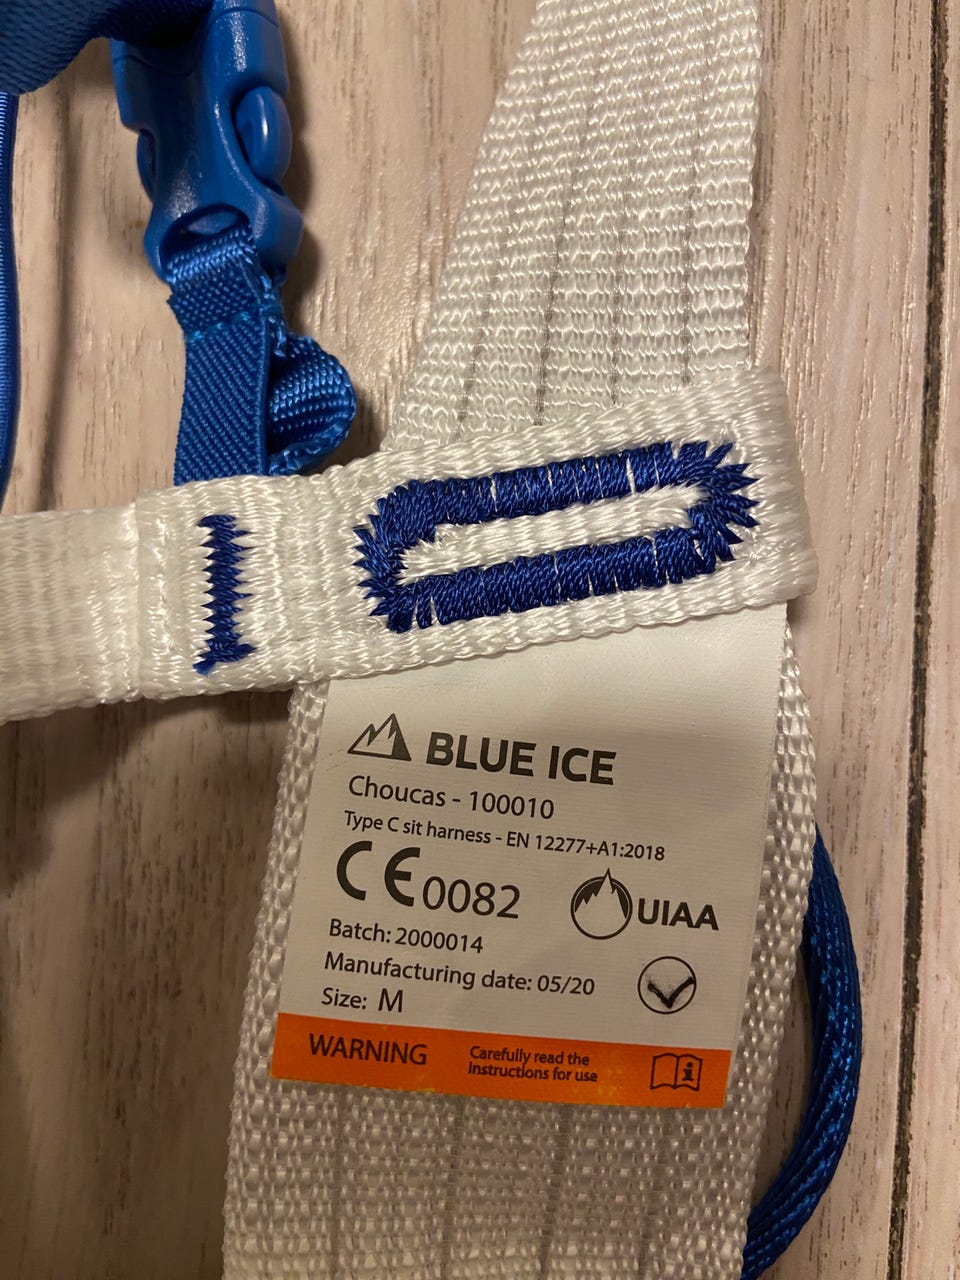 BLUE ICE
Choucas - 100010
Type C sit harness - EN 12277+A1:2018
CE 0082 UIAA
Batch: 2000014
Manufacturing date: 05/20
Size: M
WARNING
Carefully read the
instructions for use